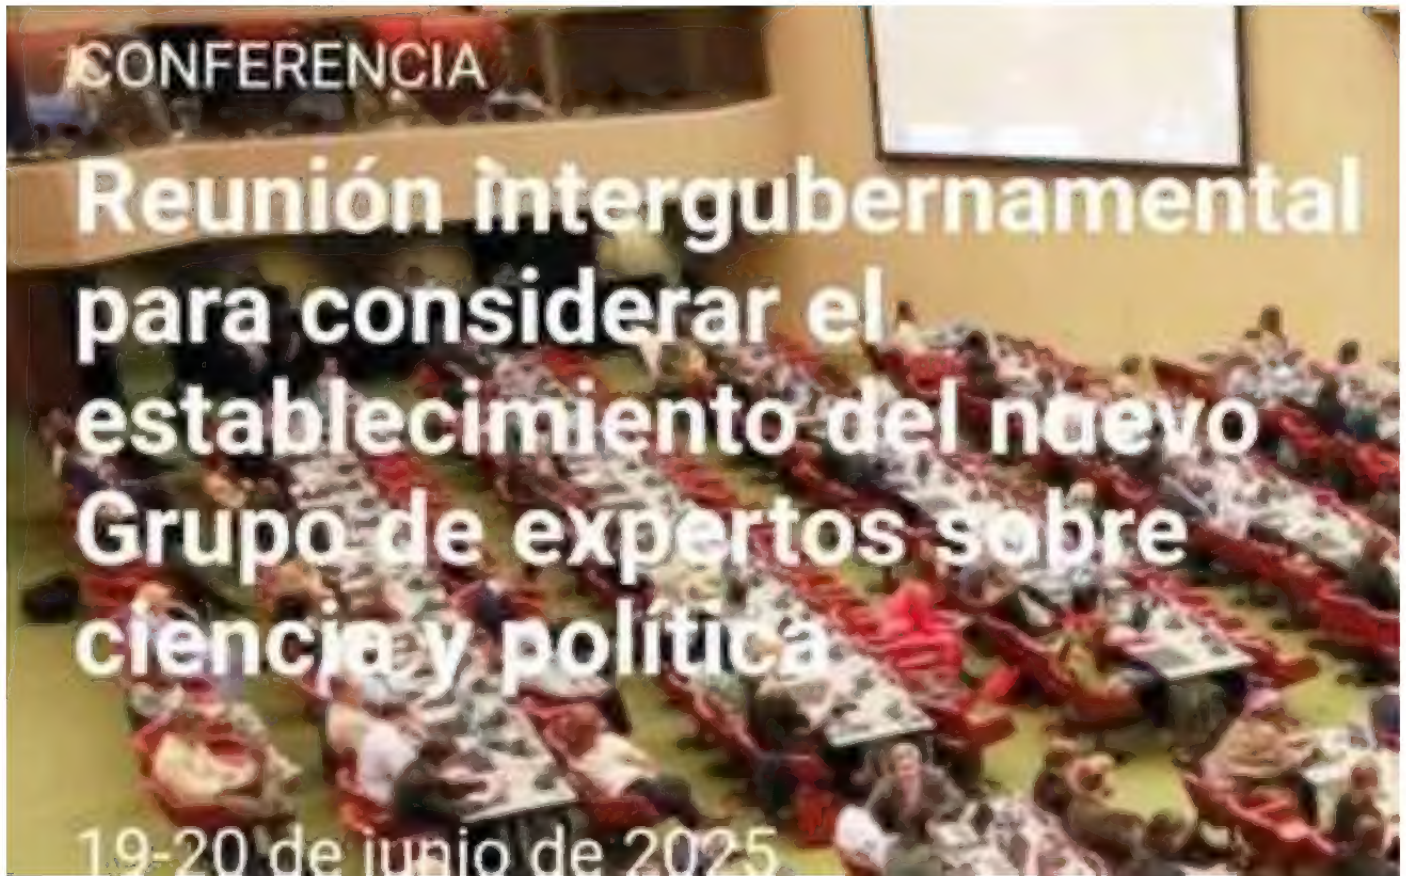 CONFERENCIA
Reunión intergubernamental
para considerar el
establecimiento del nuevo
Grupo de expertos sobre
ciencia y política
19-20 de junio de 2025